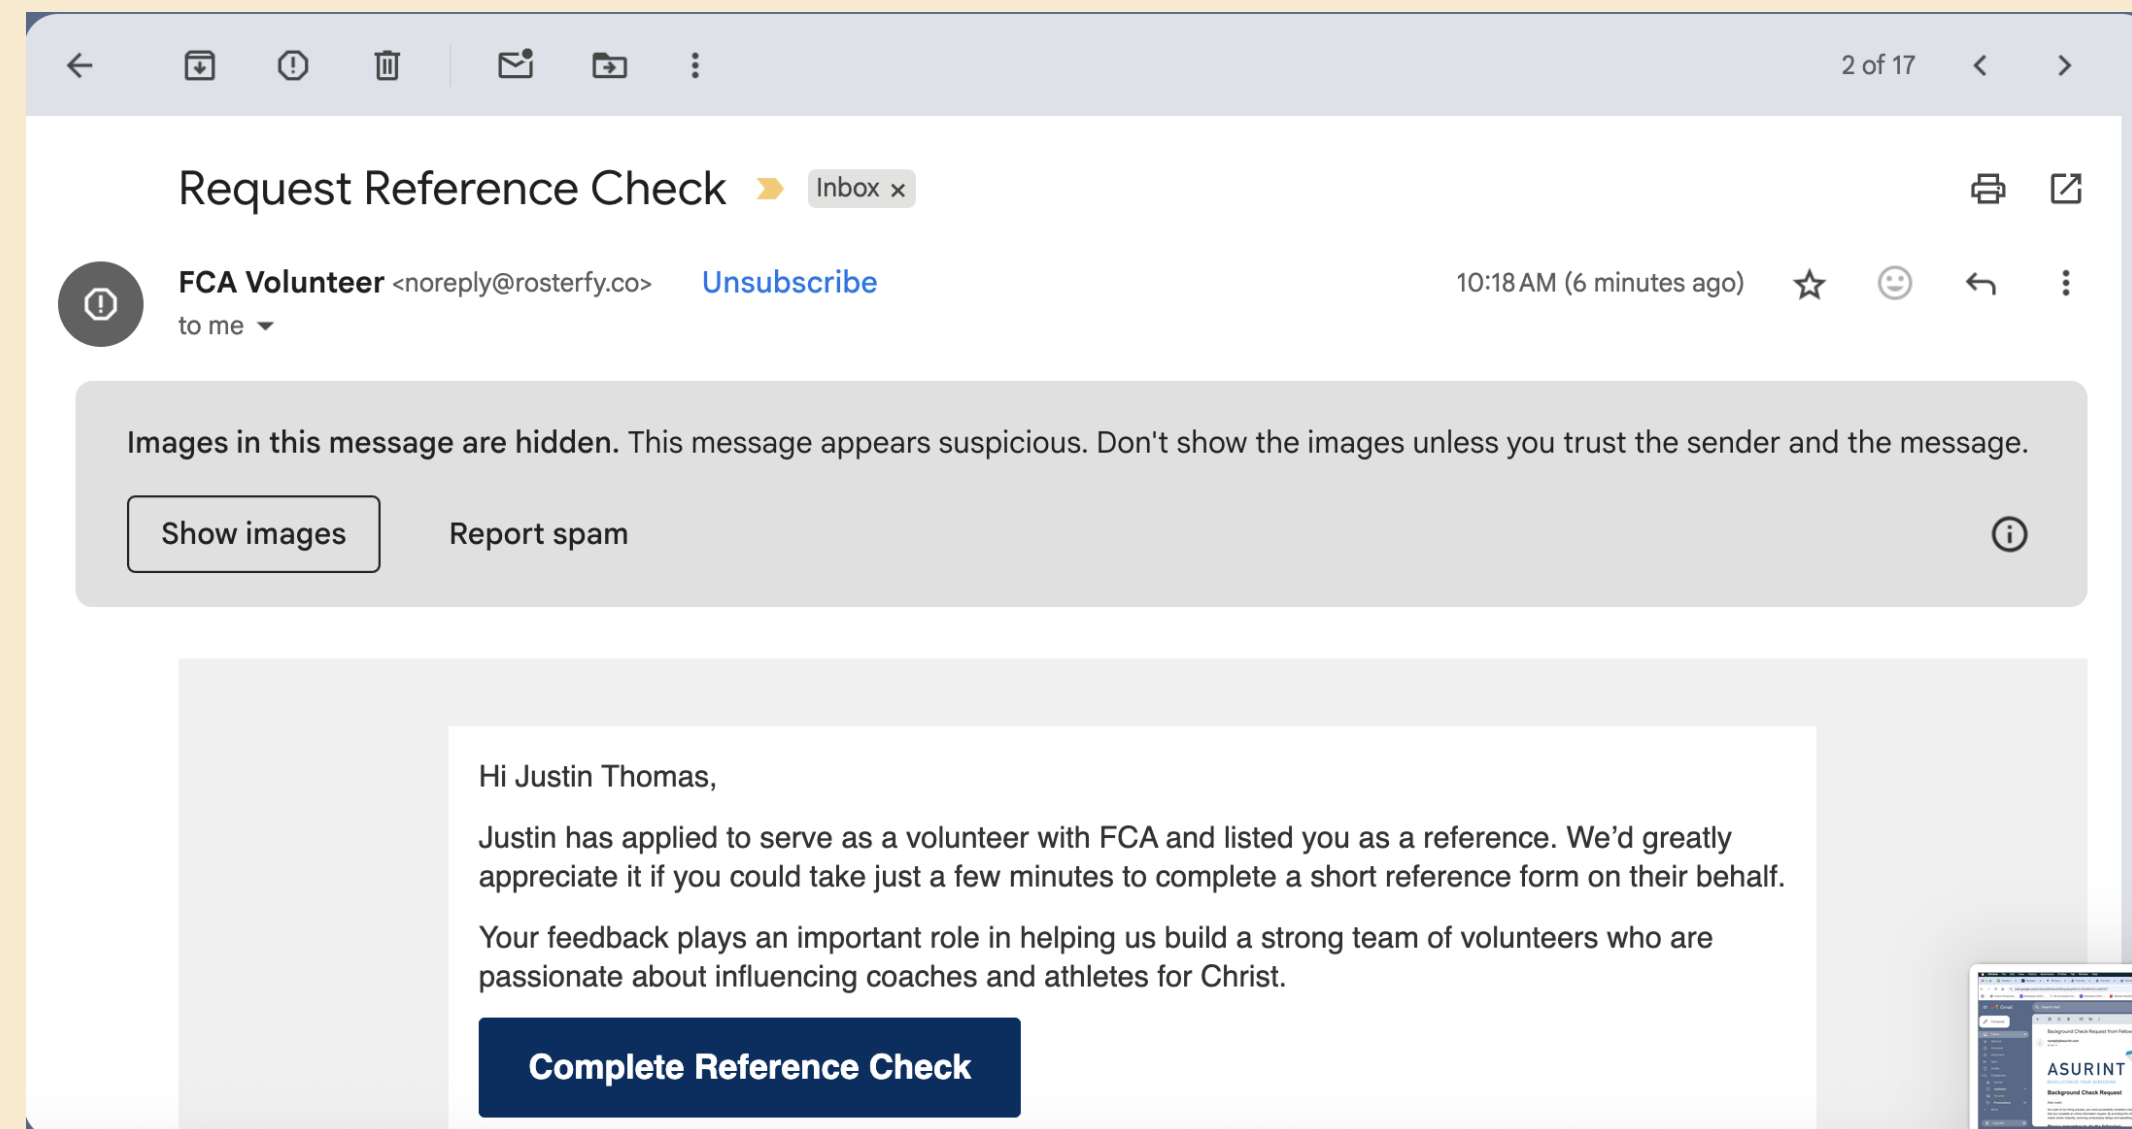 2 of 17
Request Reference Check Inbox x
FCA Volunteer <noreply@rosterfy.co> Unsubscribe 10:18 AM (6 minutes ago)
to me
Images in this message are hidden. This message appears suspicious. Don't show the images unless you trust the sender and the message.
Show images Report spam
Hi Justin Thomas,
Justin has applied to serve as a volunteer with FCA and listed you as a reference. We’d greatly
appreciate it if you could take just a few minutes to complete a short reference form on their behalf.
Your feedback plays an important role in helping us build a strong team of volunteers who are
passionate about influencing coaches and athletes for Christ.
Complete Reference Check
ASURINT
Background Check Request